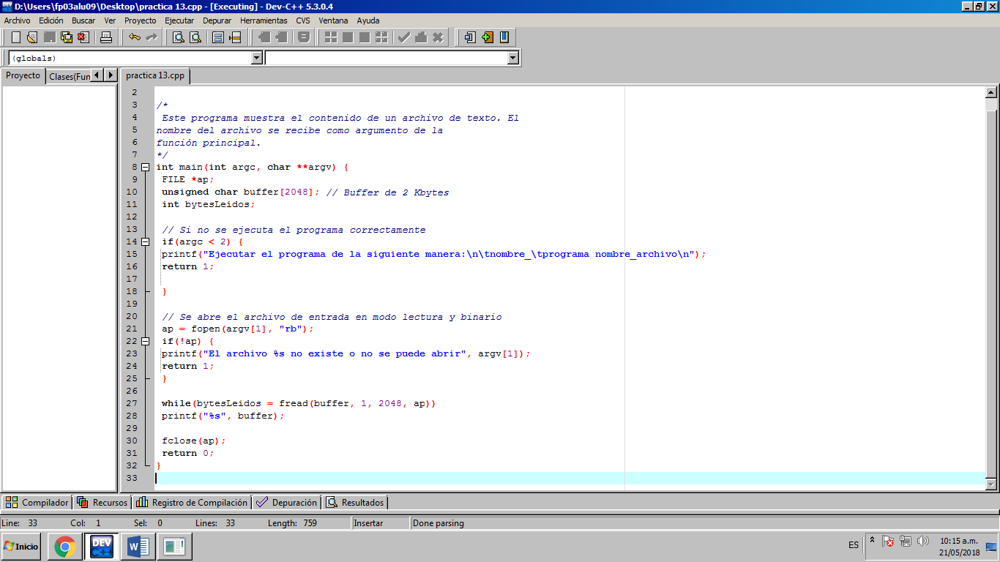 D:\Users\fp03alu09\Desktop\practica 13.cpp - [Executing] - Dev-C++ 5.3.0.4
Archivo Edición Buscar Ver Proyecto Ejecutar Depurar Herramientas CVS Ventana Ayuda
(globals)
Proyecto Clases(Fun practica 13.cpp
2
3 /*
4 Este programa muestra el contenido de un archivo de texto. El
5 nombre del archivo se recibe como argumento de la
6 función principal.
7 */
8 int main(int argc, char **argv) {
9 FILE *ap;
10 unsigned char buffer[2048]; // Buffer de 2 Kbytes
11 int bytesLeidos;
12
13 // Si no se ejecuta el programa correctamente
14 if(argc < 2) {
15 printf("Ejecutar el programa de la siguiente manera:\n\tnombre_\tprograma nombre_archivo\n");
16 return 1;
17
18 }
19
20 // Se abre el archivo de entrada en modo lectura y binario
21 ap = fopen(argv[1], "rb");
22 if(!ap) {
23 printf("El archivo %s no existe o no se puede abrir", argv[1]);
24 return 1;
25 }
26
27 while(bytesLeidos = fread(buffer, 1, 2048, ap))
28 printf("%s", buffer);
29
30 fclose(ap);
31 return 0;
32 }
33
Compilador Recursos Registro de Compilación Depuración Resultados
Line: 33 Col: 1 Sel: 0 Lines: 33 Length: 759 Insertar Done parsing
Inicio DEV C++ W ES 10:15 a.m.
21/05/2018